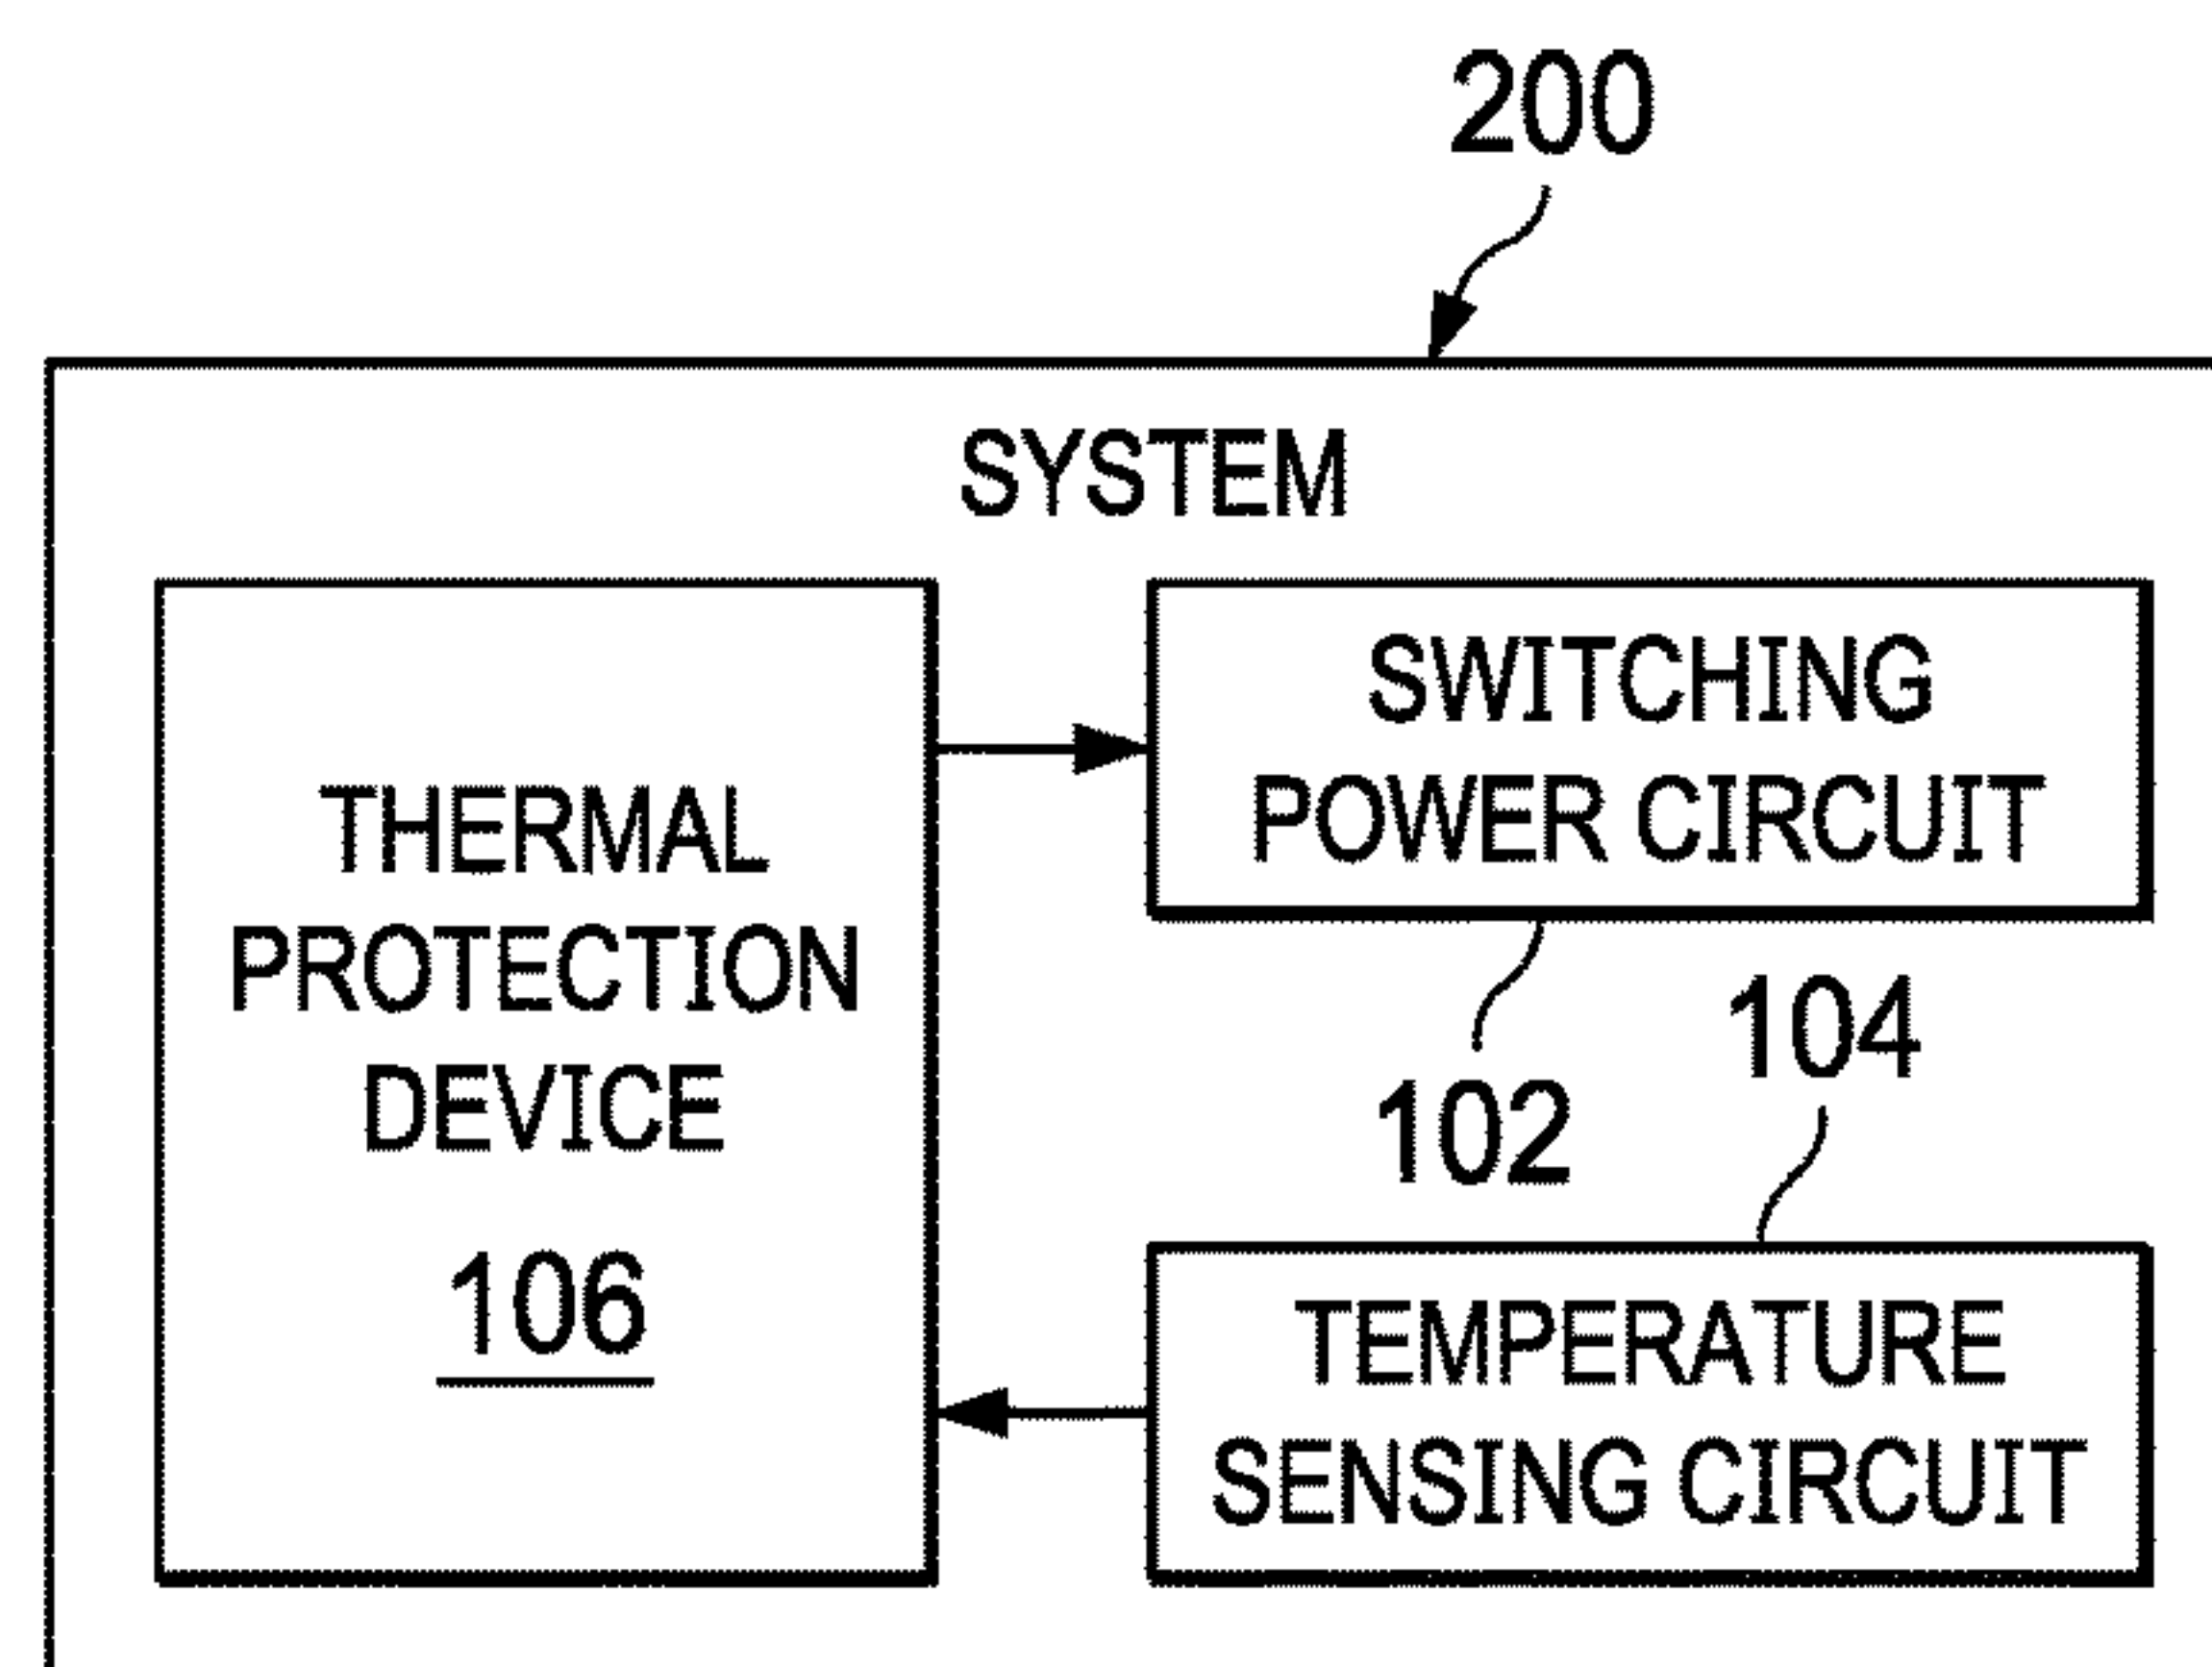 200
SYSTEM
THERMAL
PROTECTION
DEVICE
106
SWITCHING
POWER CIRCUIT
102
104
TEMPERATURE
SENSING CIRCUIT